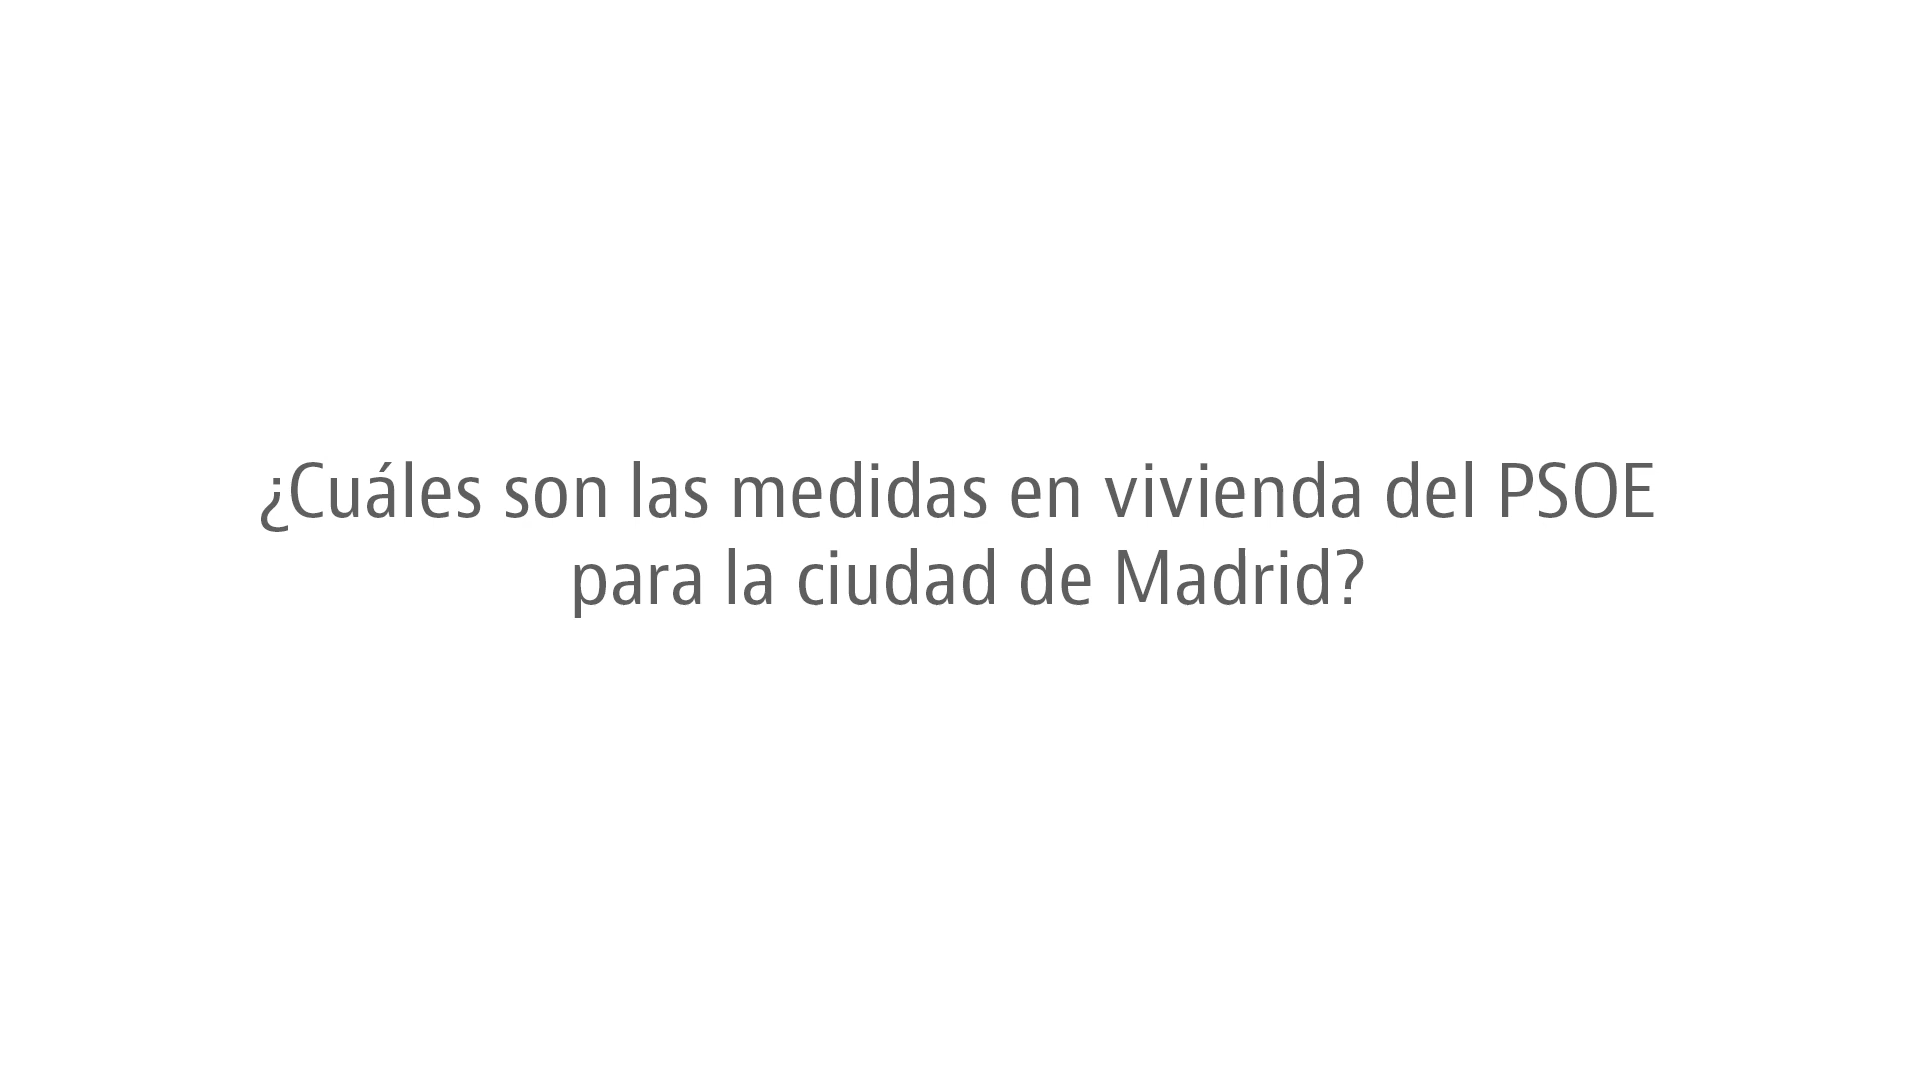 ¿Cuáles son las medidas en vivienda del PSOE
para la ciudad de Madrid?